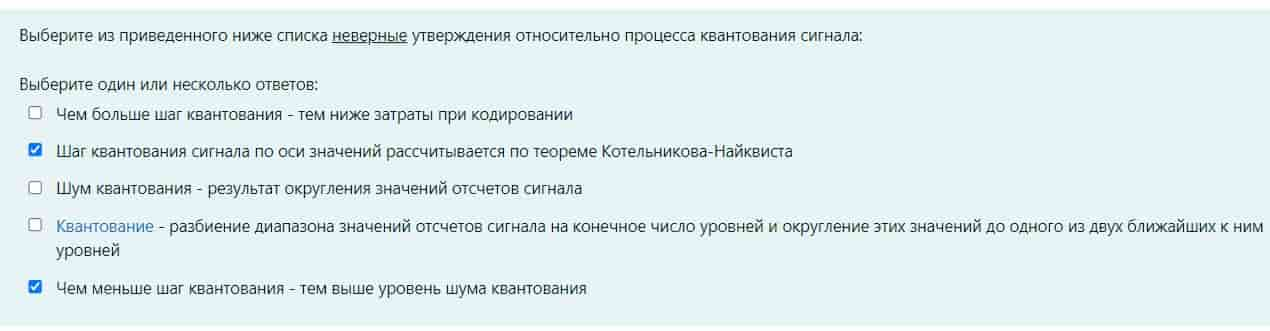 Выберите из приведенного ниже списка неверные утверждения относительно процесса квантования сигнала:
Выберите один или несколько ответов:
Чем больше шаг квантования - тем ниже затраты при кодировании
Шаг квантования сигнала по оси значений рассчитывается по теореме Котельникова-Найквиста
Шум квантования - результат округления значений отсчетов сигнала
Квантование - разбиение диапазона значений отсчетов сигнала на конечное число уровней и округление этих значений до одного из двух ближайших к ним
уровней
Чем меньше шаг квантования - тем выше уровень шума квантования